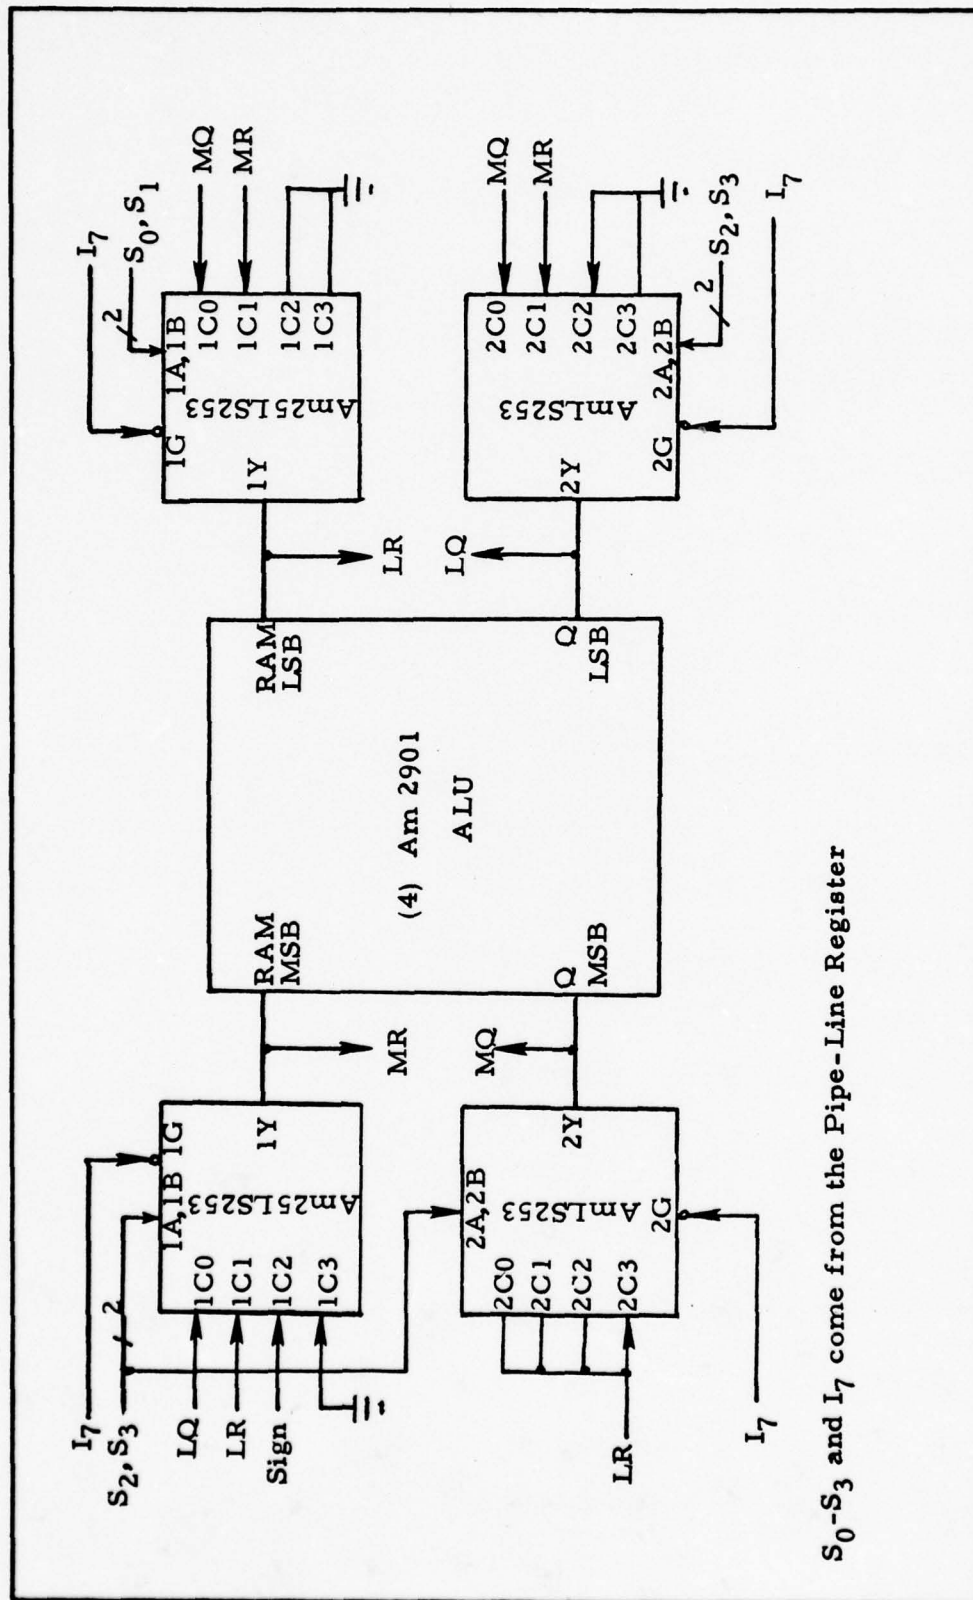 I7
S2, S3
2
LQ
LR
Sign
1A, 1B 1G
1C0
1C1
1C2
1C3
1Y
Am25LS253
MR
RAM
MSB
RAM
LSB
(4) Am 2901
ALU
Q
MSB
Q
LSB
LR
1Y
1G
1A, 1B
1C0
1C1
1C2
1C3
Am25LS253
I7
2
S0, S1
MQ
MR
LR
2C0
2C1
2C2
2C3
2A, 2B
2Y
2G
AmLS253
I7
MQ
LQ
2Y
2C0
2C1
2C2
2C3
2G
2A, 2B
AmLS253
MQ
MR
2
S2, S3
I7
S0-S3 and I7 come from the Pipe-Line Register